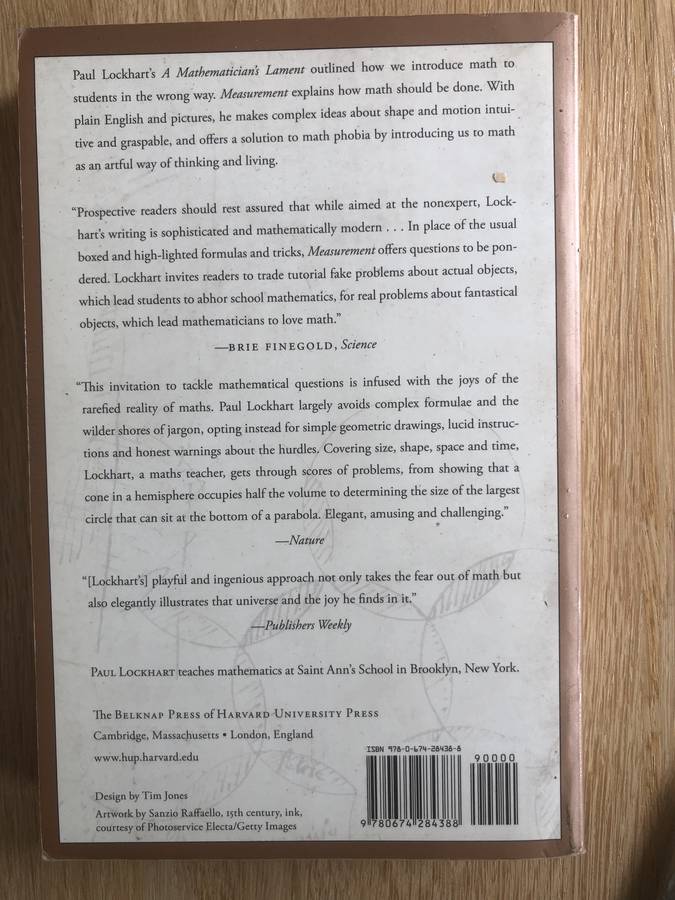 Paul Lockhart's A Mathematician's Lament outlined how we introduce math to
students in the wrong way. Measurement explains how math should be done. With
plain English and pictures, he makes complex ideas about shape and motion intui-
tive and graspable, and offers a solution to math phobia by introducing us to math
as an artful way of thinking and living.
“Prospective readers should rest assured that while aimed at the nonexpert, Lock-
hart's writing is sophisticated and mathematically modern . . . In place of the usual
boxed and high-lighted formulas and tricks, Measurement offers questions to be pon-
dered. Lockhart invites readers to trade tutorial fake problems about actual objects,
which lead students to abhor school mathematics, for real problems about fantastical
objects, which lead mathematicians to love math.”
—BRIE FINEGOLD, Science
“This invitation to tackle mathematical questions is infused with the joys of the
rarefied reality of maths. Paul Lockhart largely avoids complex formulae and the
wilder shores of jargon, opting instead for simple geometric drawings, lucid instruc-
tions and honest warnings about the hurdles. Covering size, shape, space and time,
Lockhart, a maths teacher, gets through scores of problems, from showing that a
cone in a hemisphere occupies half the volume to determining the size of the largest
circle that can sit at the bottom of a parabola. Elegant, amusing and challenging.”
—Nature
“[Lockhart's] playful and ingenious approach not only takes the fear out of math but
also elegantly illustrates that universe and the joy he finds in it.”
—Publishers Weekly
PAUL LOCKHART teaches mathematics at Saint Ann's School in Brooklyn, New York.
The BELKNAP PRESS of HARVARD UNIVERSITY PRESS
Cambridge, Massachusetts • London, England
www.hup.harvard.edu
Design by Tim Jones
Artwork by Sanzio Raffaello, 15th century, ink,
courtesy of Photoservice Electa/Getty Images
ISBN 978-0-674-28438-8
90000
9 780674 284388